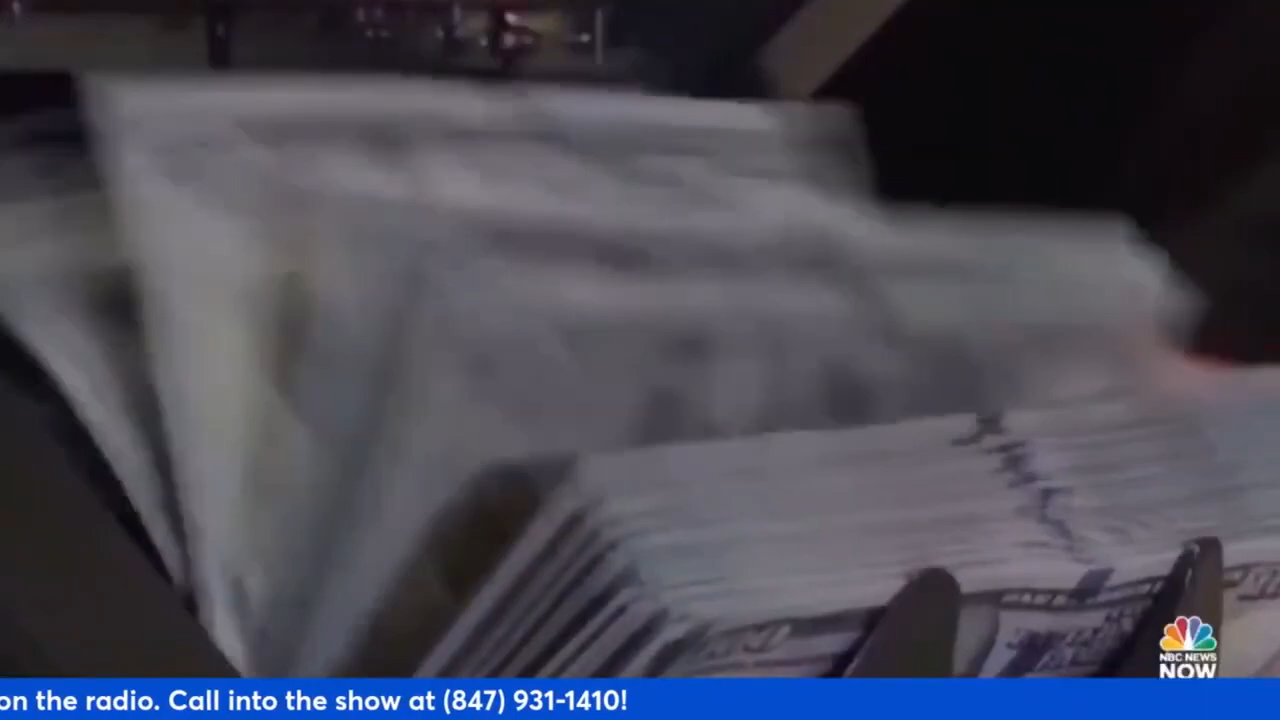 NBC NEWS
NOW
on the radio. Call into the show at (847) 931-1410!